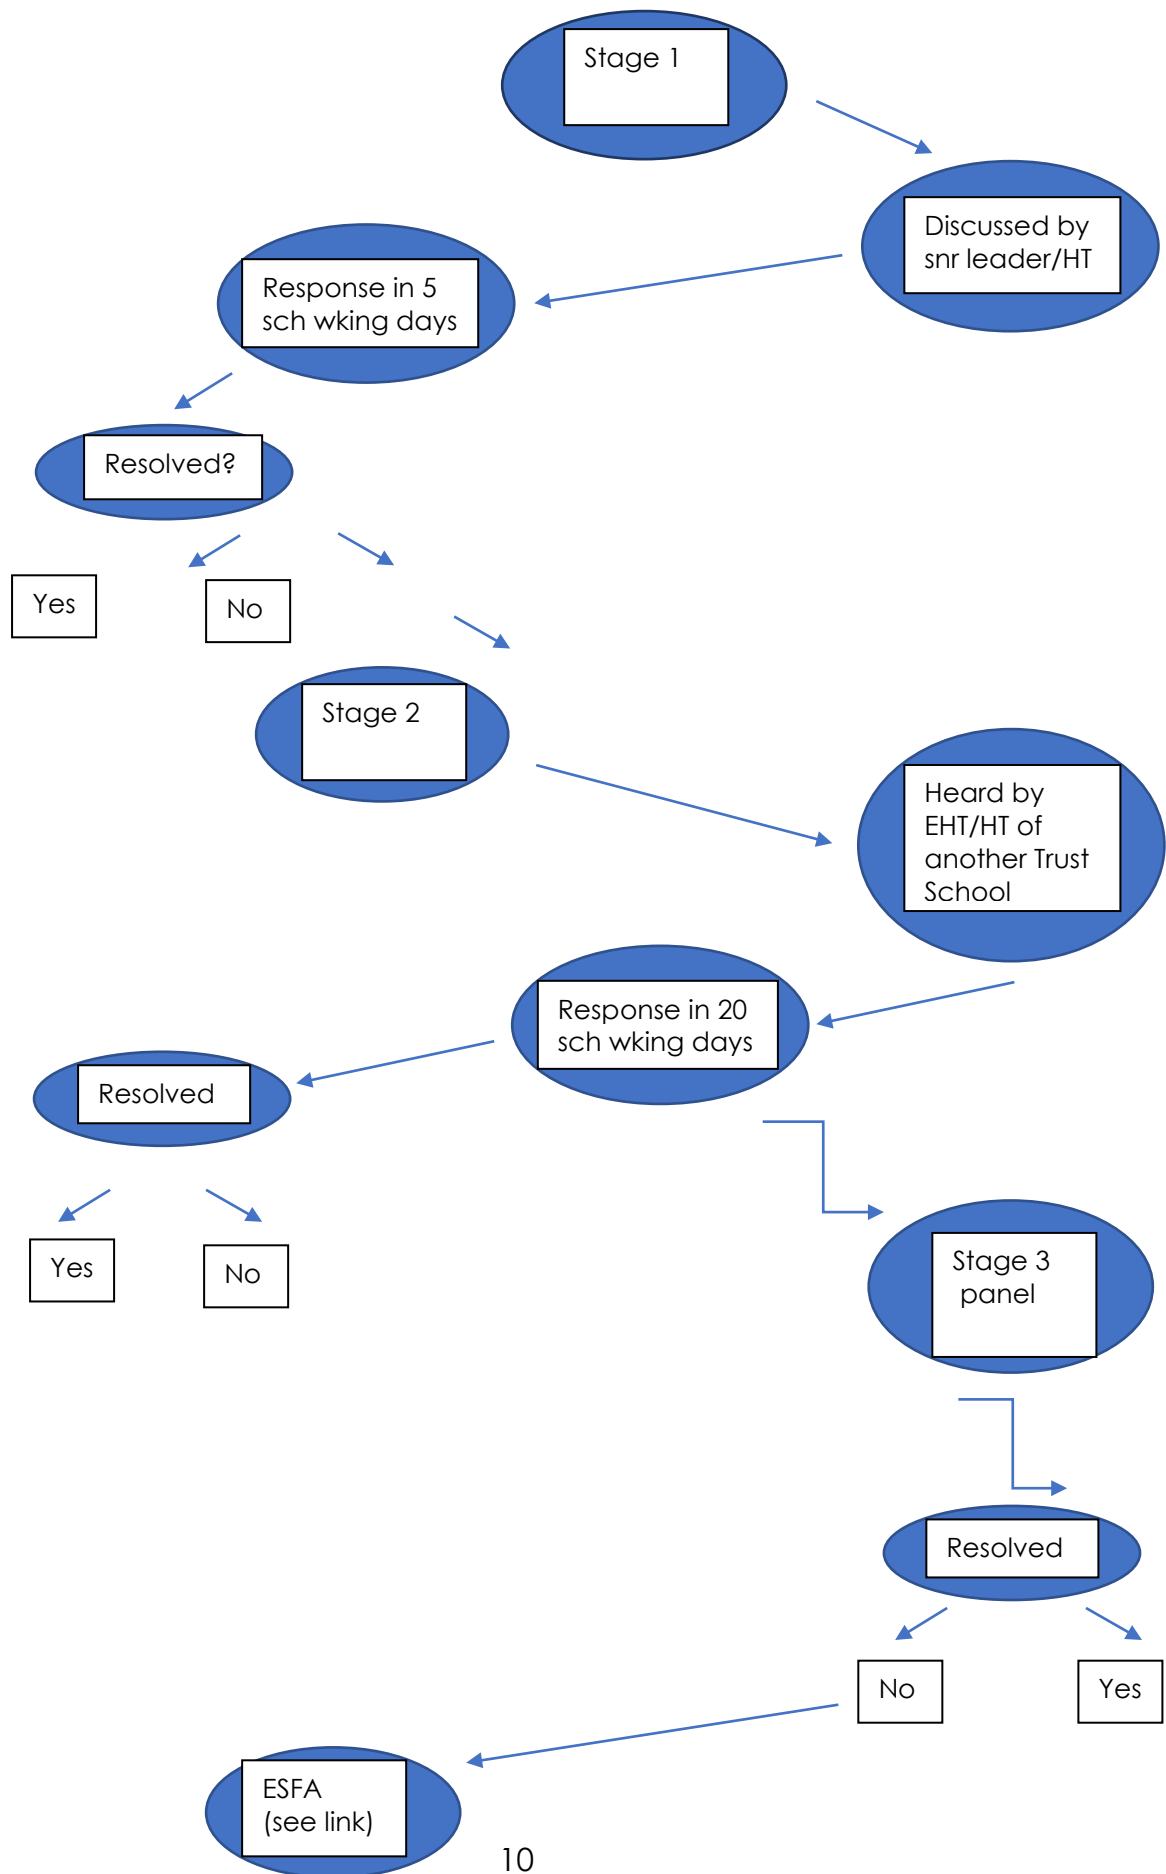 Stage 1
Discussed by
snr leader/HT
Response in 5
sch wking days
Resolved?
Yes
No
Stage 2
Heard by
EHT/HT of
another Trust
School
Response in 20
sch wking days
Resolved
Yes
No
Stage 3
panel
Resolved
No
Yes
ESFA
(see link)
10